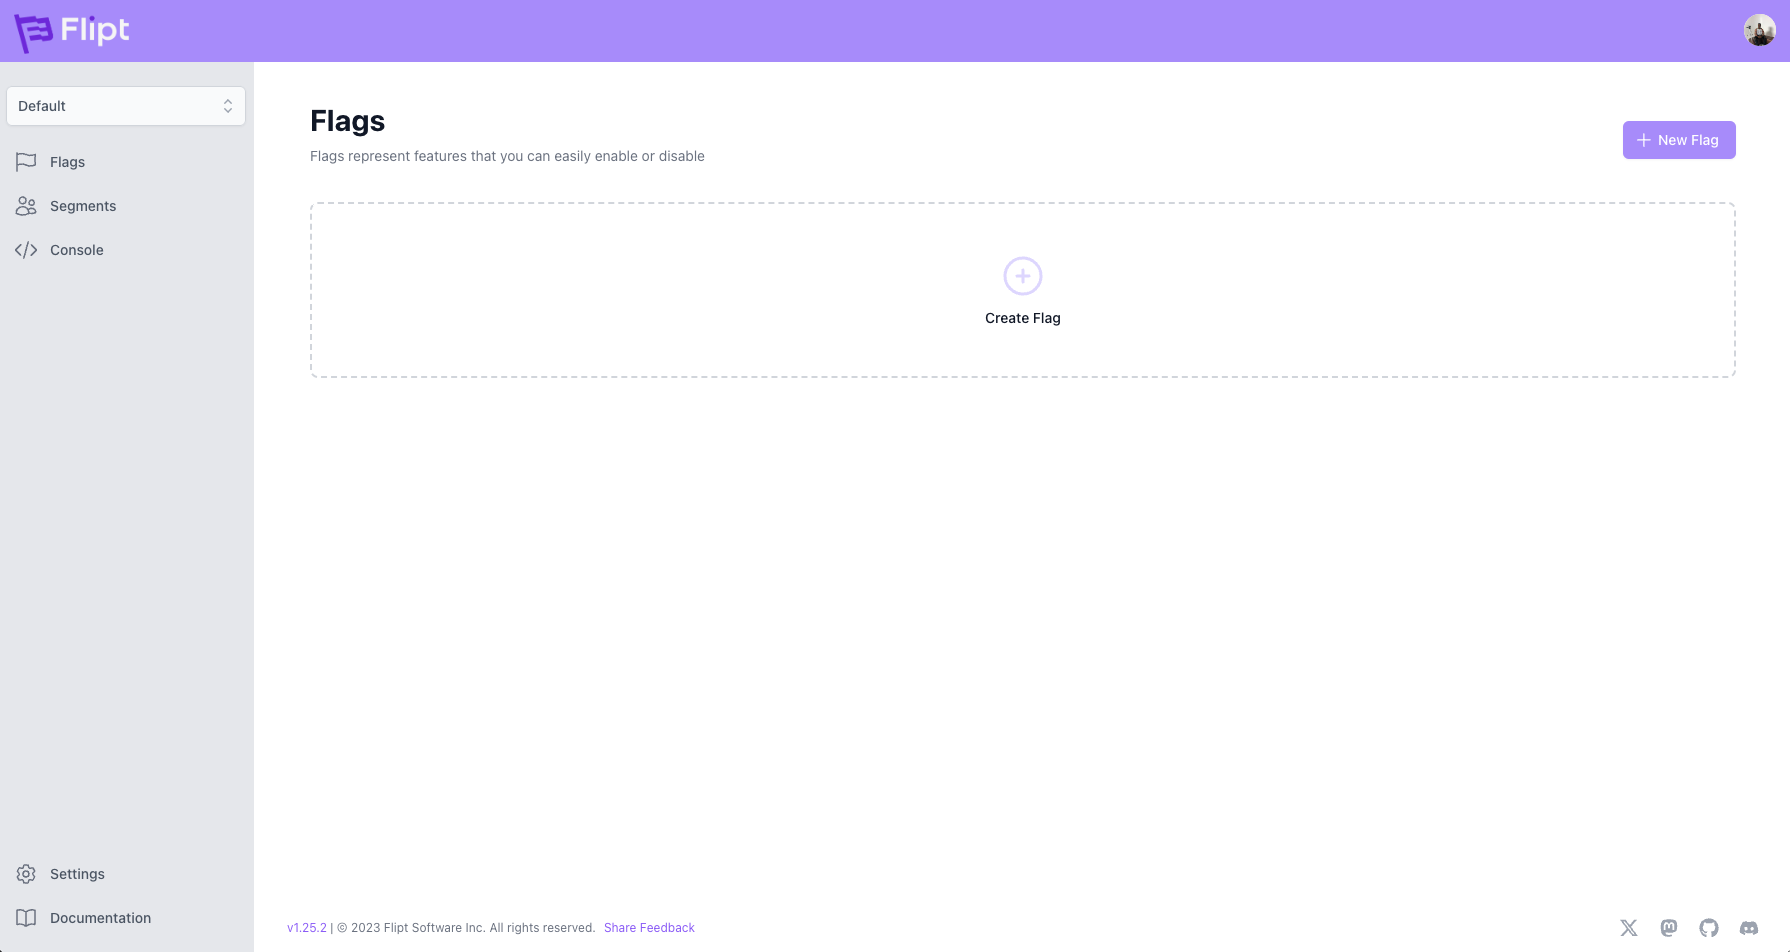 Flipt
Default
Flags
Segments
Console
Settings
Documentation
Flags
Flags represent features that you can easily enable or disable
New Flag
Create Flag
v1.25.2 | © 2023 Flipt Software Inc. All rights reserved. Share Feedback